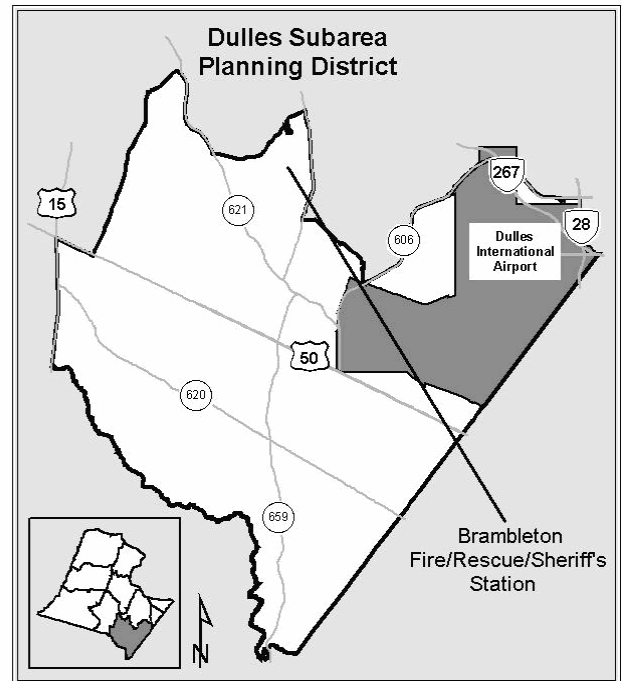 Dulles Subarea
Planning District
267
15
621
28
606
Dulles
International
Airport
50
620
659
Brambleton
Fire/Rescue/Sheriff's
Station
N